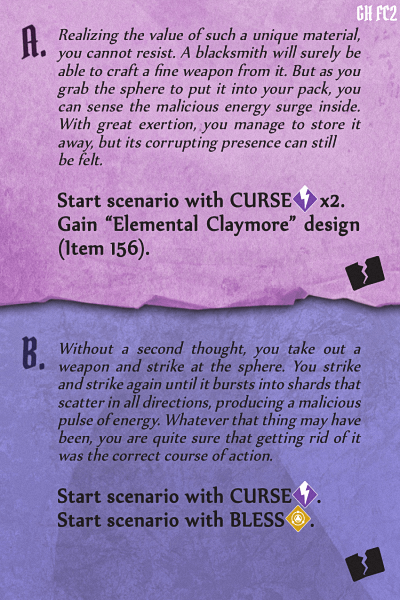 GH FC2
A. Realizing the value of such a unique material,
you cannot resist. A blacksmith will surely be
able to craft a fine weapon from it. But as you
grab the sphere to put it into your pack, you
can sense the malicious energy surge inside.
With great exertion, you manage to store it
away, but its corrupting presence can still
be felt.
Start scenario with CURSE x2.
Gain “Elemental Claymore” design
(Item 156).
B. Without a second thought, you take out a
weapon and strike at the sphere. You strike
and strike again until it bursts into shards that
scatter in all directions, producing a malicious
pulse of energy. Whatever that thing may have
been, you are quite sure that getting rid of it
was the correct course of action.
Start scenario with CURSE.
Start scenario with BLESS.